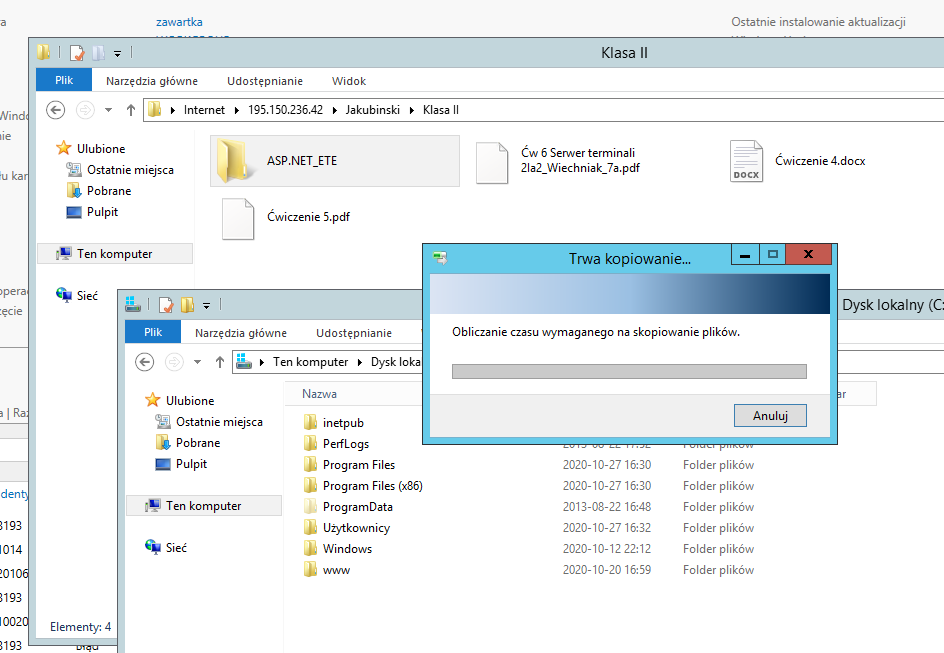 zawartka
Ostatnie instalowanie aktualizacji
Klasa II
Plik
Narzędzia główne
Udostępnianie
Widok
Internet
195.150.236.42
Jakubinski
Klasa II
Ulubione
Ostatnie miejsca
Pobrane
Pulpit
Ten komputer
Sieć
ASP.NET_ETE
Ćw 6 Serwer terminali
2la2_Wiechniak_7a.pdf
DOCX
Ćwiczenie 4.docx
Ćwiczenie 5.pdf
Elementy: 4
Trwa kopiowanie...
Obliczanie czasu wymaganego na skopiowanie plików.
Anuluj
Dysk lokalny (C:
Plik
Narzędzia główne
Udostępnianie
Ten komputer
Dysk loka
Ulubione
Ostatnie miejsca
Pobrane
Pulpit
Ten komputer
Sieć
Nazwa
ar
inetpub
PerfLogs 2013-08-22 17:52 Folder plików
Program Files 2020-10-27 16:30 Folder plików
Program Files (x86) 2020-10-27 16:30 Folder plików
ProgramData 2013-08-22 16:48 Folder plików
Użytkownicy 2020-10-27 16:32 Folder plików
Windows 2020-10-12 22:12 Folder plików
www 2020-10-20 16:59 Folder plików
3193
1014
20106
3193
10020
3193
błąd